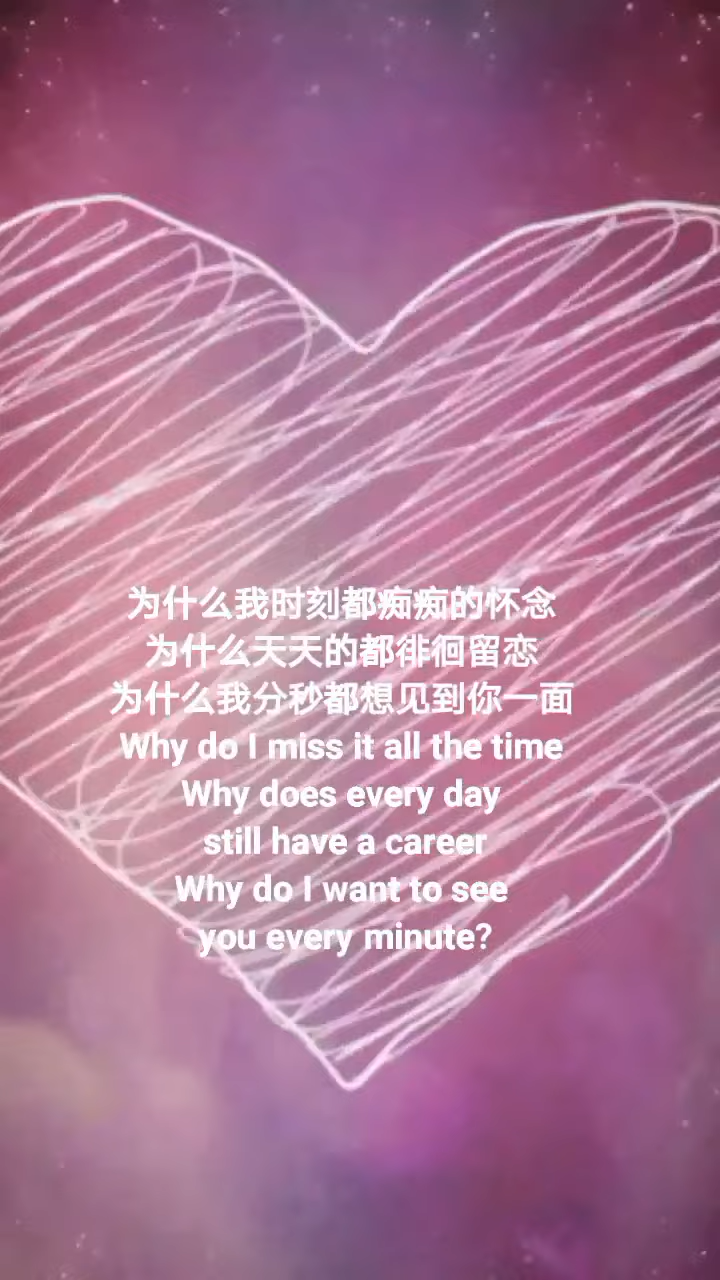 为什么我时刻都痴痴的怀念
为什么天天的都徘徊留恋
为什么我分秒都想见到你一面
Why do I miss it all the time
Why does every day
still have a career
Why do I want to see
you every minute?